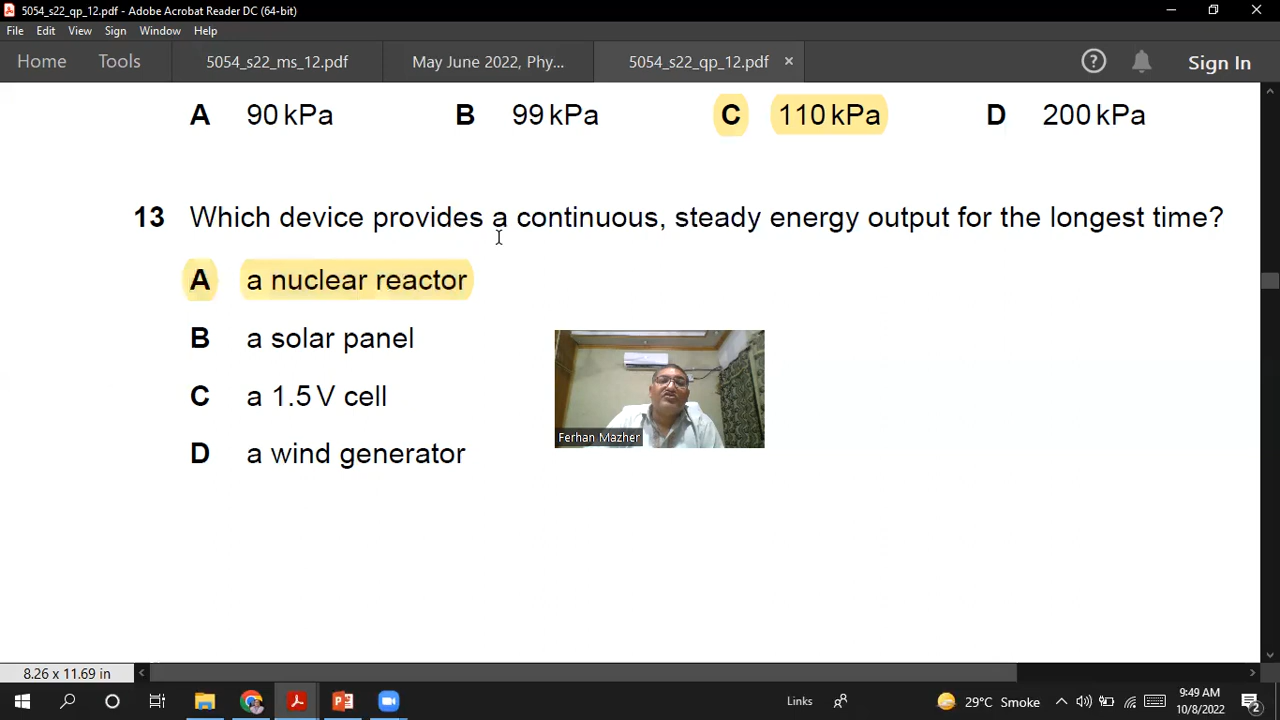 5054_s22_qp_12.pdf - Adobe Acrobat Reader DC (64-bit)
File Edit View Sign Window Help
Home Tools 5054_s22_ms_12.pdf May June 2022, Phy... 5054_s22_qp_12.pdf × Sign In
A 90 kPa B 99 kPa C 110 kPa D 200 kPa
13 Which device provides a continuous, steady energy output for the longest time?
A a nuclear reactor
B a solar panel
C a 1.5 V cell
D a wind generator
Ferhan Mazher
8.26 x 11.69 in
Links 29°C Smoke 9:49 AM
10/8/2022
2